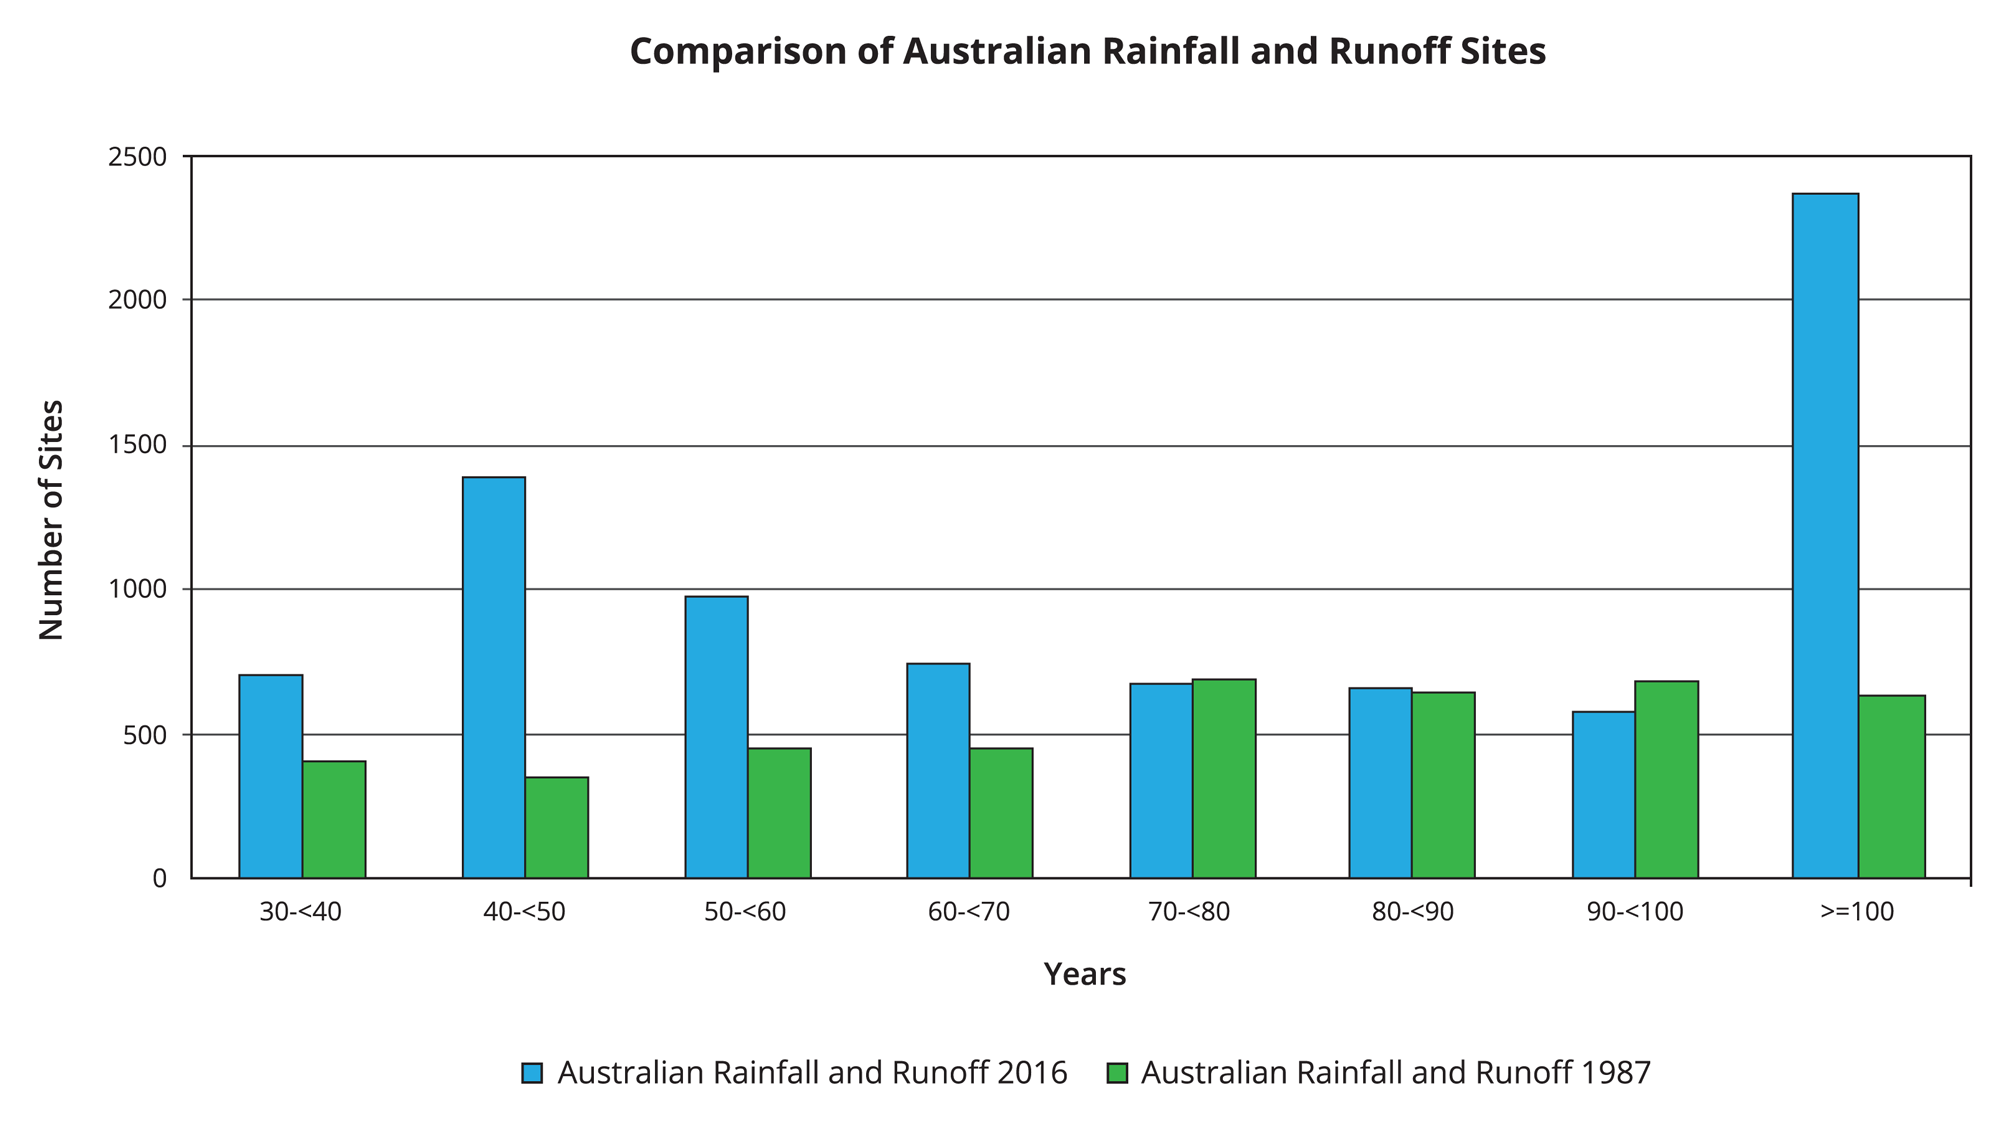 Comparison of Australian Rainfall and Runoff Sites
2500
2000
1500
1000
500
0
Number of Sites
30-<40 40-<50 50-<60 60-<70 70-<80 80-<90 90-<100 >=100
Years
Australian Rainfall and Runoff 2016 Australian Rainfall and Runoff 1987